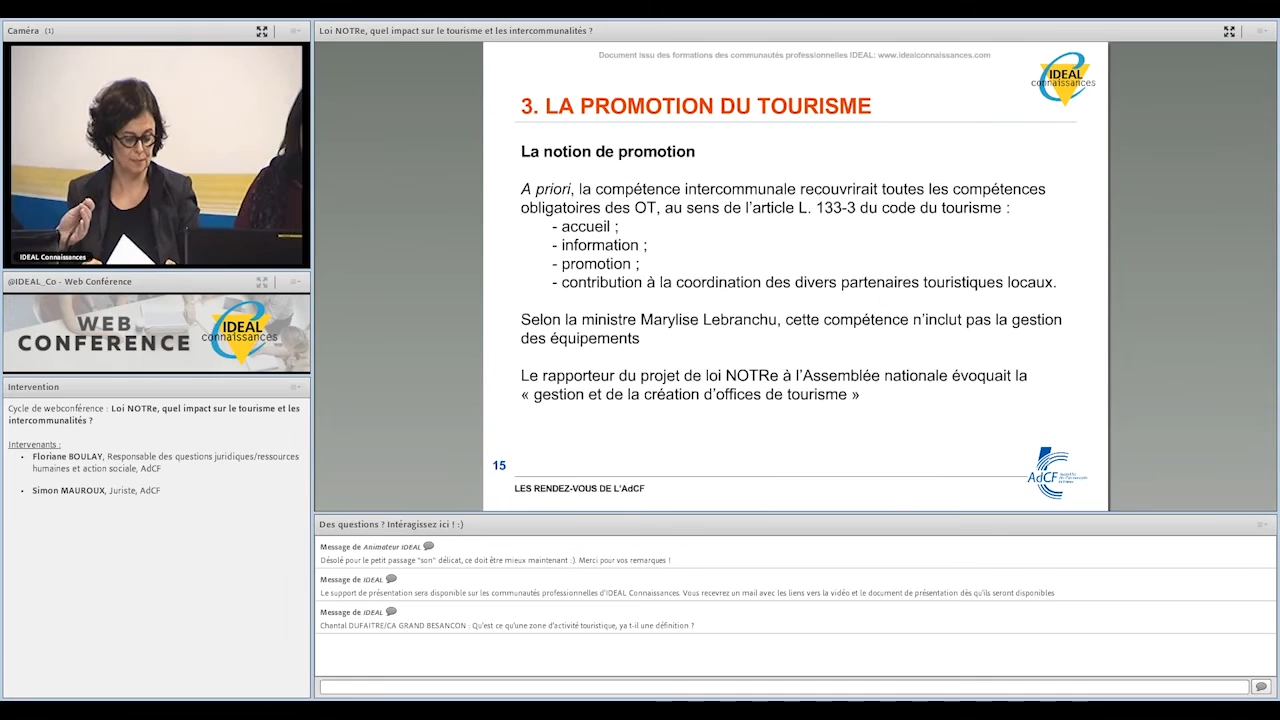 Caméra (1)
IDEAL Connaissances
@IDEAL_Co - Web Conférence
WEB
CONFERENCE
IDEAL
connaissances
Intervention
Cycle de webconférence : Loi NOTRe, quel impact sur le tourisme et les
intercommunalités ?
Intervenants :
• Floriane BOULAY, Responsable des questions juridiques/ressources
humaines et action sociale, AdCF
• Simon MAUROUX, Juriste, AdCF
Loi NOTRe, quel impact sur le tourisme et les intercommunalités ?
Document issu des formations des communautés professionnelles IDEAL: www.idealconnaissances.com
IDEAL
connaissances
3. LA PROMOTION DU TOURISME
La notion de promotion
A priori, la compétence intercommunale recouvrirait toutes les compétences
obligatoires des OT, au sens de l'article L. 133-3 du code du tourisme :
- accueil ;
- information ;
- promotion ;
- contribution à la coordination des divers partenaires touristiques locaux.
Selon la ministre Marylise Lebranchu, cette compétence n'inclut pas la gestion
des équipements
Le rapporteur du projet de loi NOTRe à l'Assemblée nationale évoquait la
« gestion et de la création d'offices de tourisme »
15
LES RENDEZ-VOUS DE L'AdCF
AdCF
Des questions ? Intéragissez ici ! :)
Message de Animateur IDEAL
Désolé pour le petit passage "son" délicat, ce doit être mieux maintenant :). Merci pour vos remarques !
Message de IDEAL
Le support de présentation sera disponible sur les communautés professionnelles d'IDEAL Connaissances. Vous recevrez un mail avec les liens vers la vidéo et le document de présentation dès qu'ils seront disponibles
Message de IDEAL
Chantal DUFAITRE/CA GRAND BESANCON : Qu'est ce qu'une zone d'activité touristique, ya t-il une définition ?